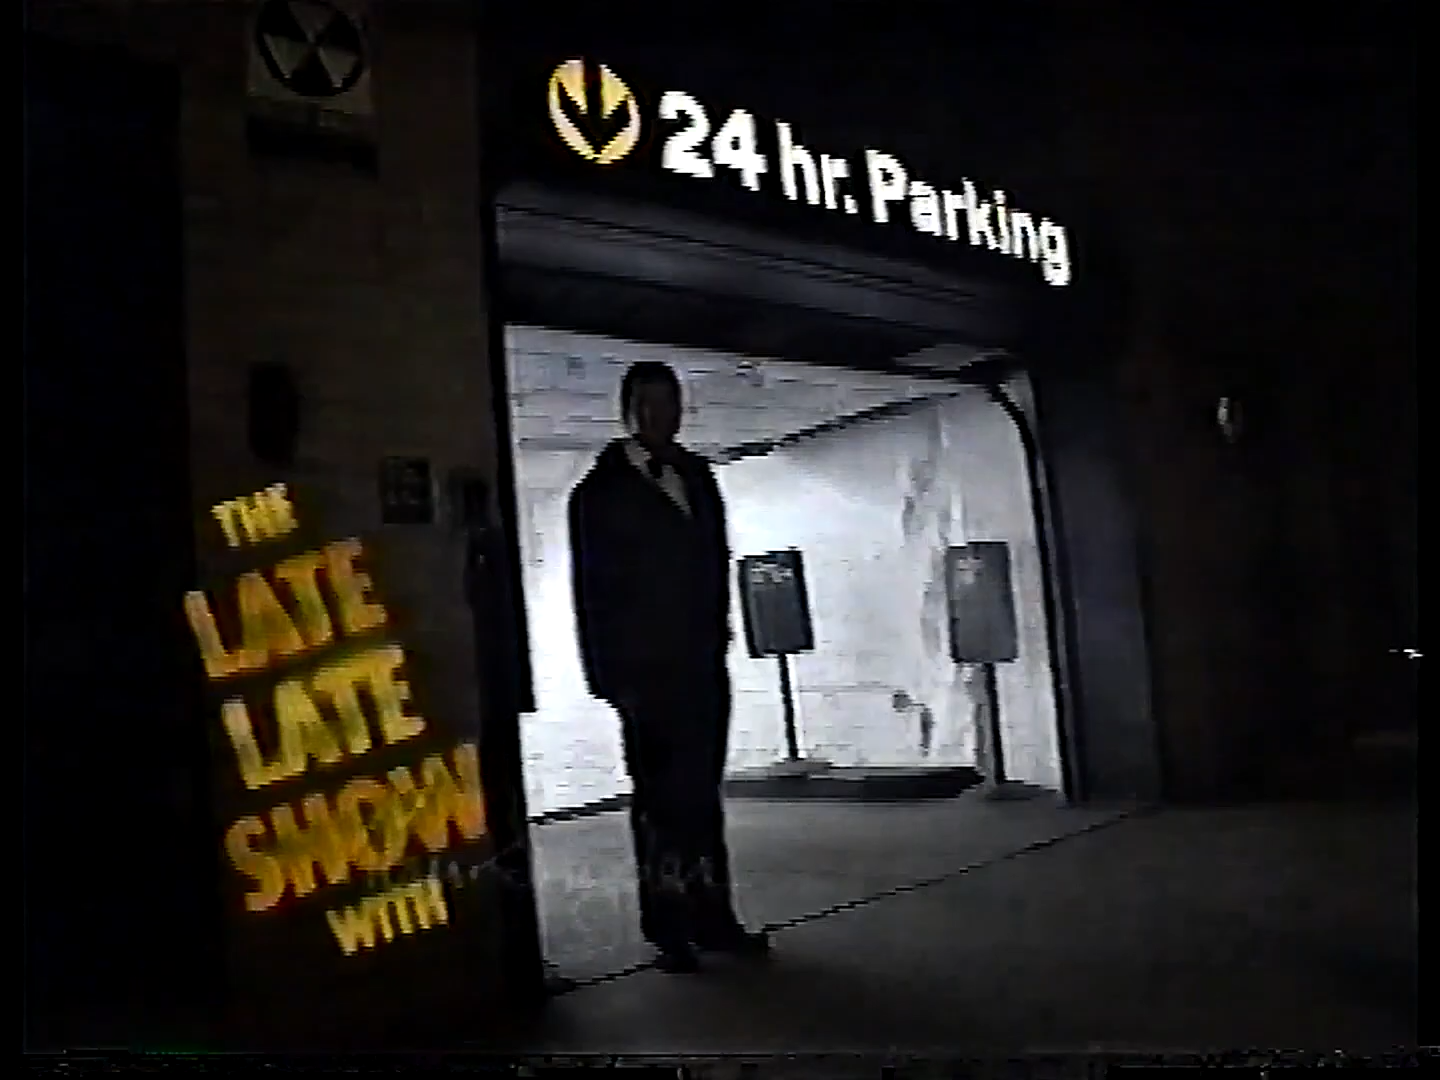 24 hr. Parking
THE
LATE
LATE
SHOW
WITH